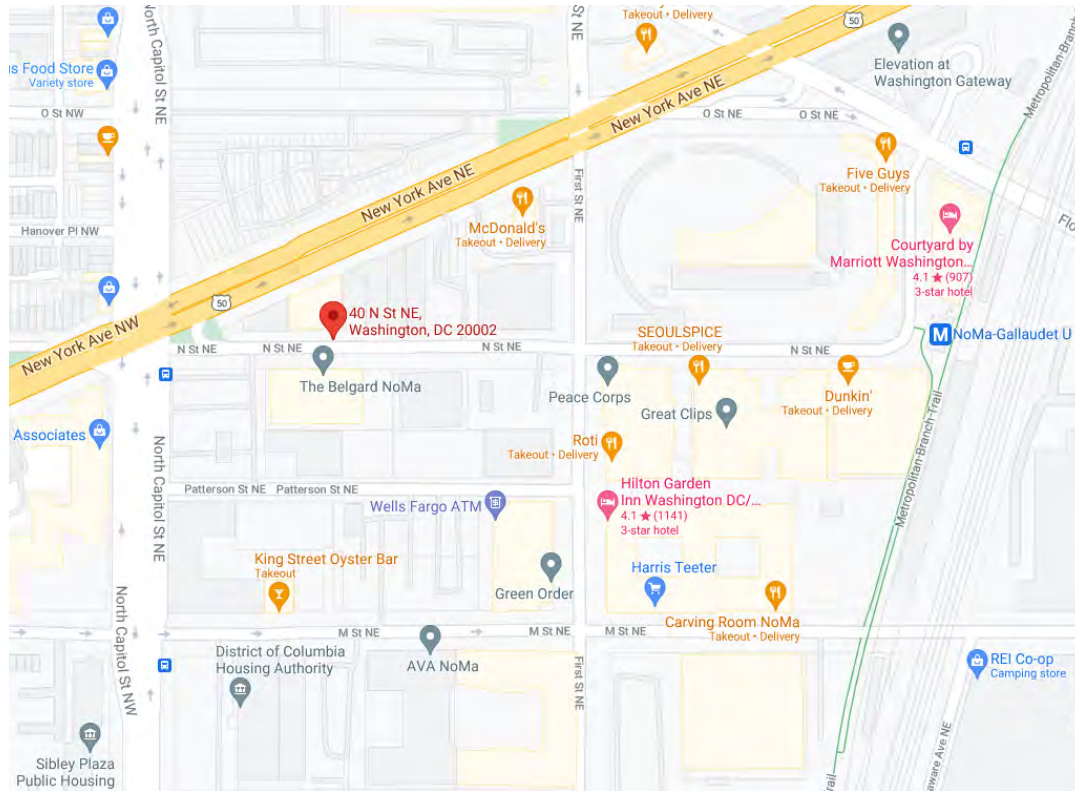 us Food Store
Variety store
North Capitol St NE
St NE
Takeout • Delivery
50
Elevation at
Washington Gateway
Metropolitan-Branch
O St NW
New York Ave NE
New York Ave NE
O St NE
O St NE
Five Guys
Takeout • Delivery
First St NE
Hanover Pl NW
McDonald's
Takeout • Delivery
Courtyard by
Marriott Washington...
4.1 ★ (907)
3-star hotel
Flo
50
New York Ave NW
40 N St NE,
Washington, DC 20002
SEOULSPICE
Takeout • Delivery
M NoMa-Gallaudet U
N St NE
N St NE
N St NE
N St NE
The Belgard NoMa
Peace Corps
Great Clips
Dunkin'
Takeout • Delivery
Associates
North Capitol St NE
Roti
Takeout • Delivery
Metropolitan-Branch-Trail
Patterson St NE
Patterson St NE
Wells Fargo ATM
Hilton Garden
Inn Washington DC/...
4.1 ★ (1141)
3-star hotel
King Street Oyster Bar
Takeout
Green Order
Harris Teeter
Carving Room NoMa
Takeout • Delivery
North Capitol St NW
M St NE
M St NE
M St NE
District of Columbia
Housing Authority
AVA NoMa
First St NE
REI Co-op
Camping store
Sibley Plaza
Public Housing
Trail
aware Ave NE